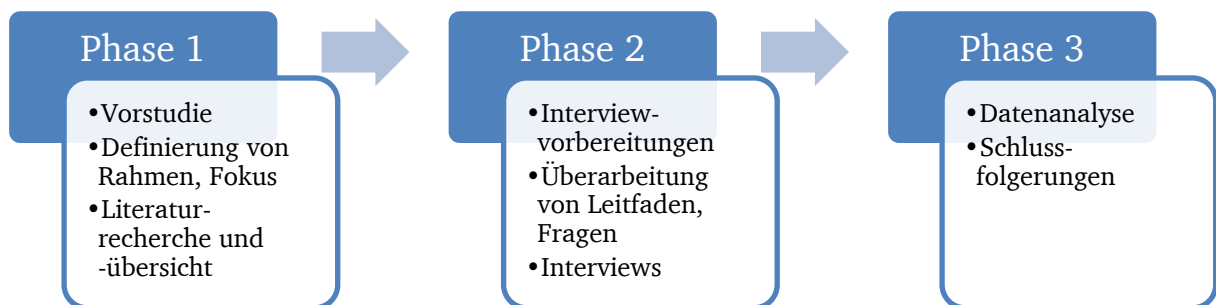 Phase 1
•Vorstudie
•Definierung von
Rahmen, Fokus
•Literatur-
recherche und
-übersicht
Phase 2
•Interview-
vorbereitungen
•Überarbeitung
von Leitfaden,
Fragen
•Interviews
Phase 3
•Datenanalyse
•Schluss-
folgerungen